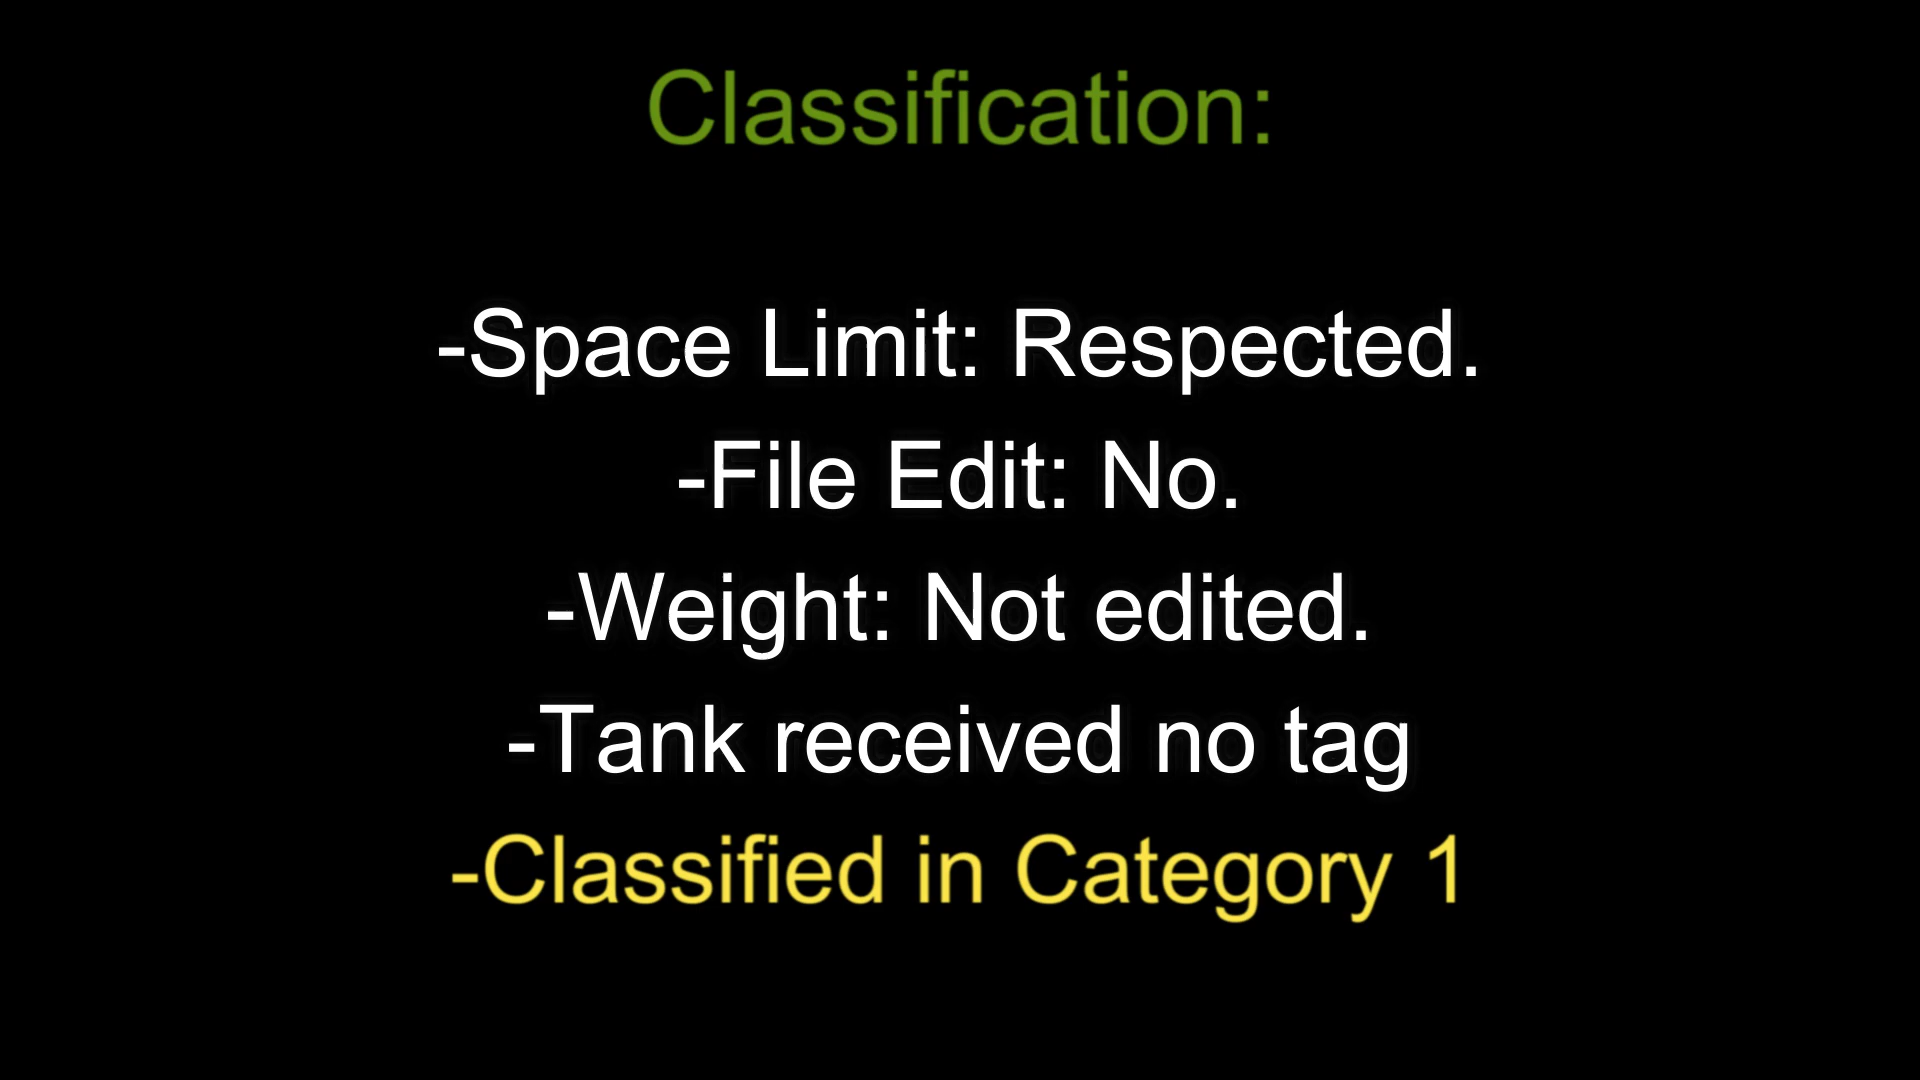 Classification:
-Space Limit: Respected.
-File Edit: No.
-Weight: Not edited.
-Tank received no tag
-Classified in Category 1